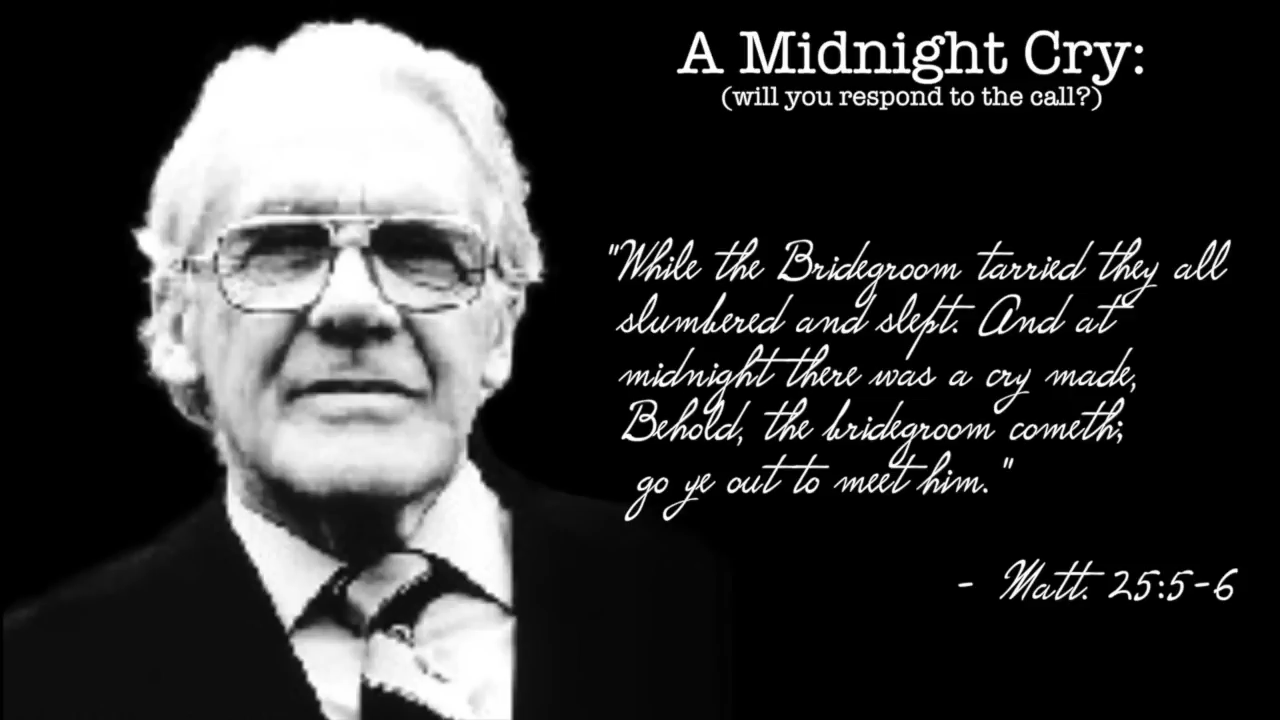 A Midnight Cry:
(will you respond to the call?)
"While the Bridegroom tarried they all
slumbered and slept. And at
midnight there was a cry made,
Behold, the bridegroom cometh;
go ye out to meet him."
- Matt. 25:5-6